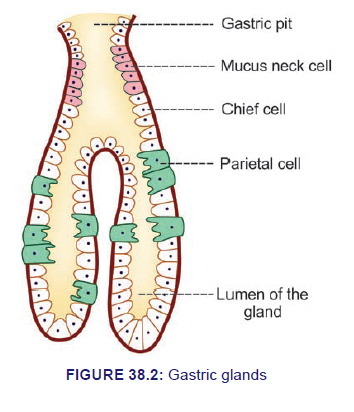 Gastric pit
Mucus neck cell
Chief cell
Parietal cell
Lumen of the
gland
FIGURE 38.2: Gastric glands